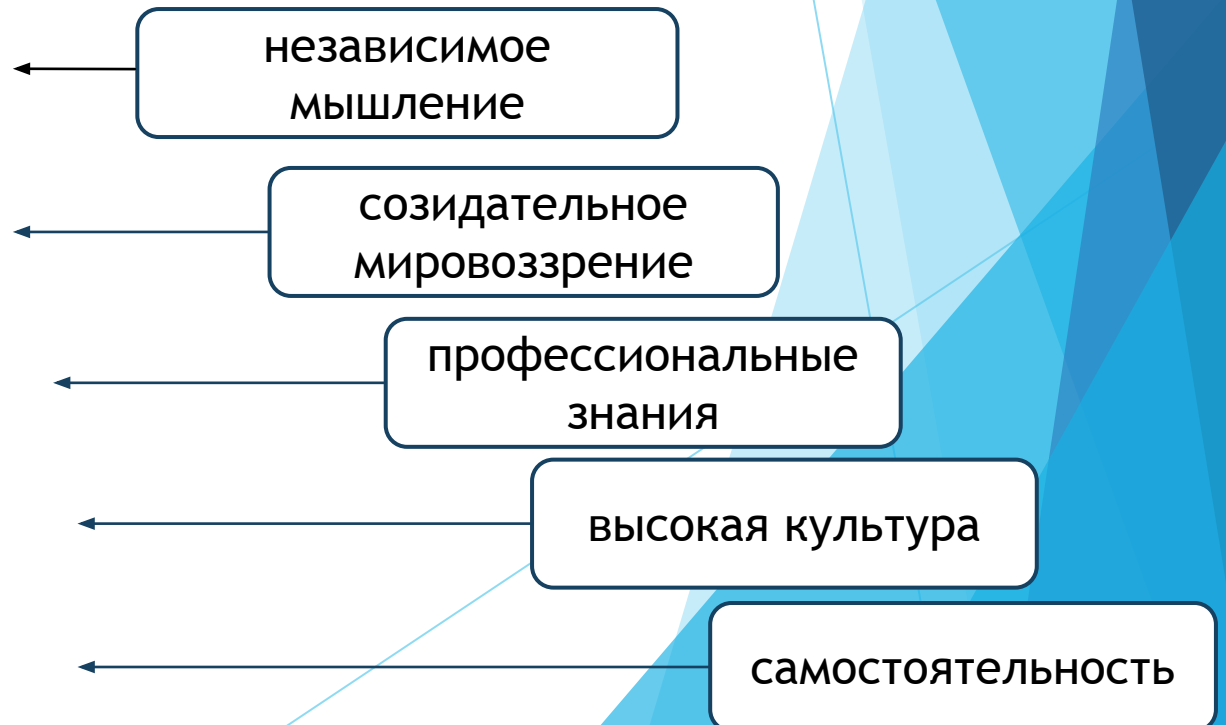 независимое
мышление
созидательное
мировоззрение
профессиональные
знания
высокая культура
самостоятельность